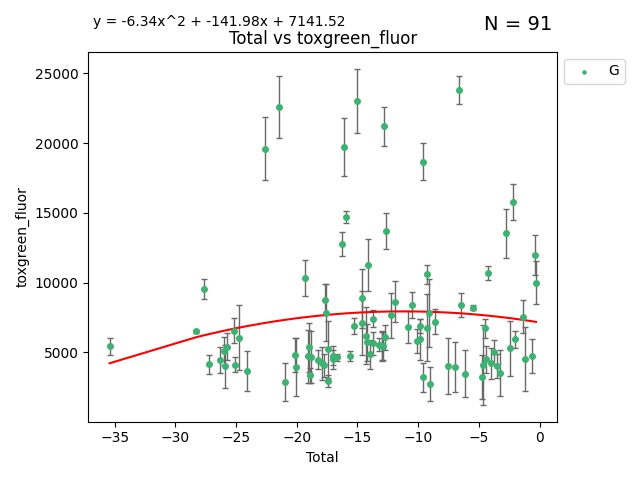 y = -6.34x^2 + -141.98x + 7141.52
N = 91
Total vs toxgreen_fluor
G
toxgreen_fluor
25000
20000
15000
10000
5000
−35
−30
−25
−20
−15
−10
−5
0
Total